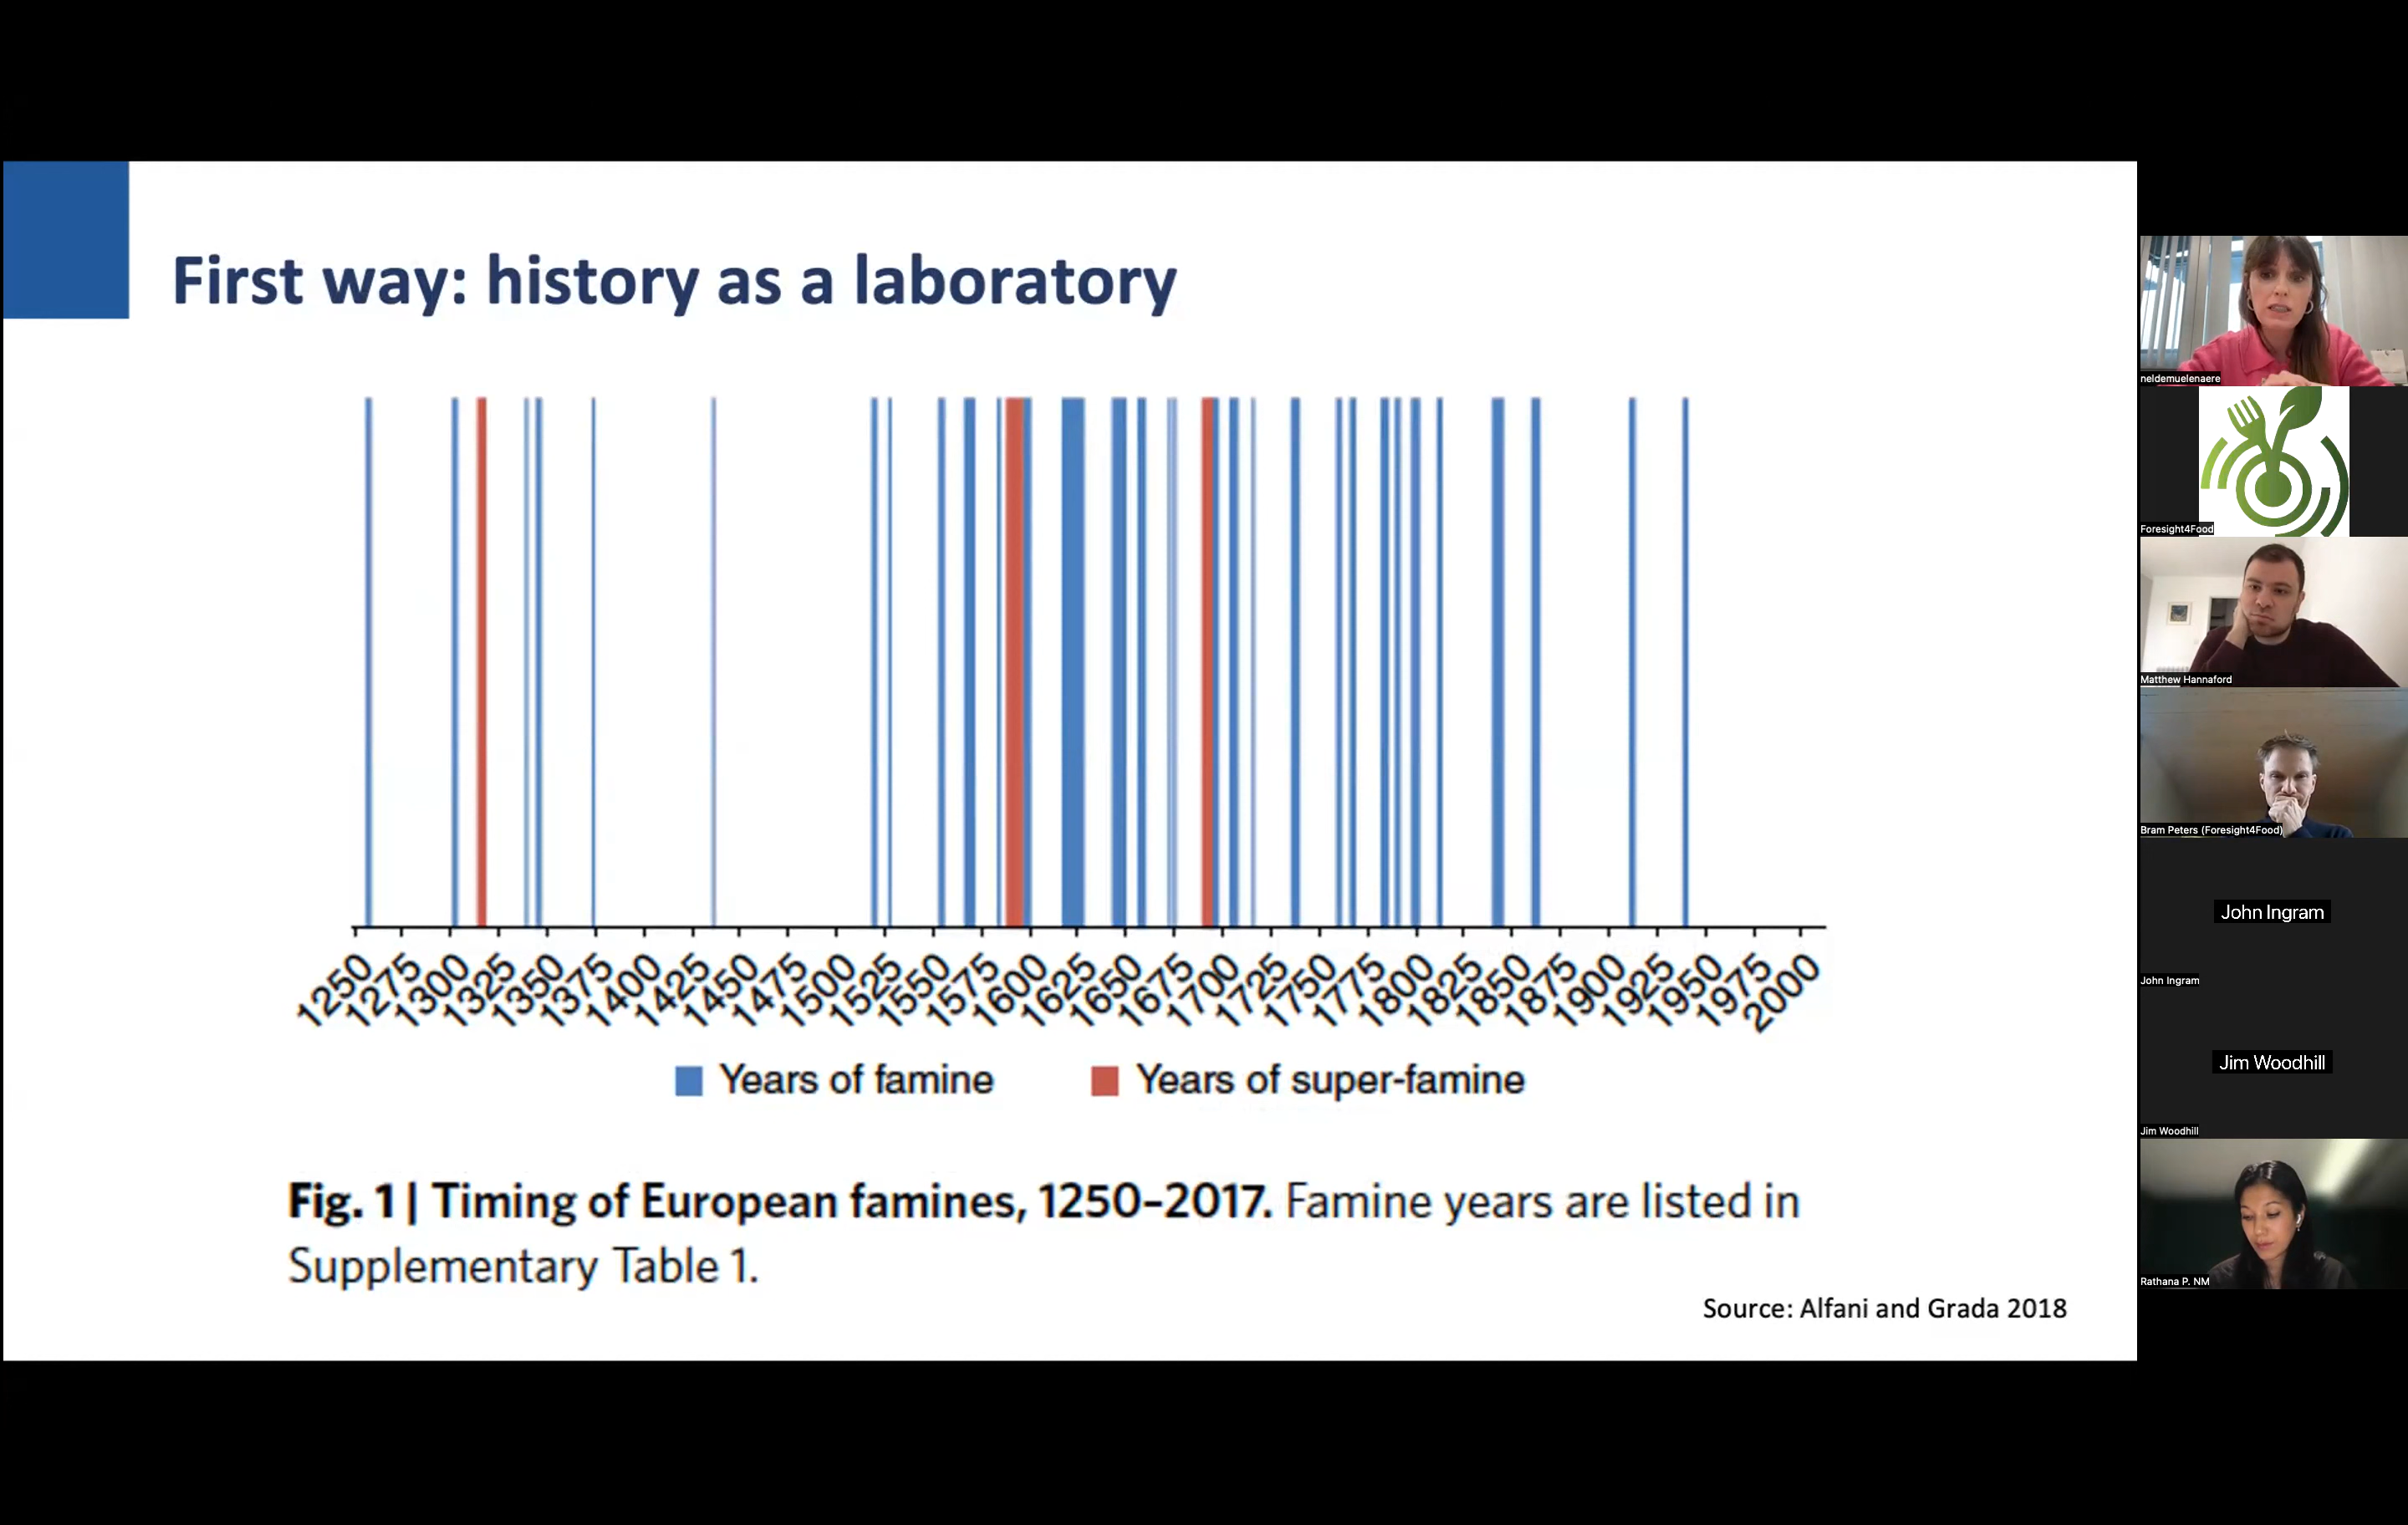 First way: history as a laboratory
1250
1275
1300
1325
1350
1375
1400
1425
1450
1475
1500
1525
1550
1575
1600
1625
1650
1675
1700
1725
1750
1775
1800
1825
1850
1875
1900
1925
1950
1975
2000
Years of famine
Years of super-famine
Fig. 1 | Timing of European famines, 1250–2017. Famine years are listed in
Supplementary Table 1.
Source: Alfani and Grada 2018
neldemuelenaere
Foresight4Food
Matthew Hannaford
Bram Peters (Foresight4Food)
John Ingram
John Ingram
Jim Woodhill
Jim Woodhill
Rathana P. NM